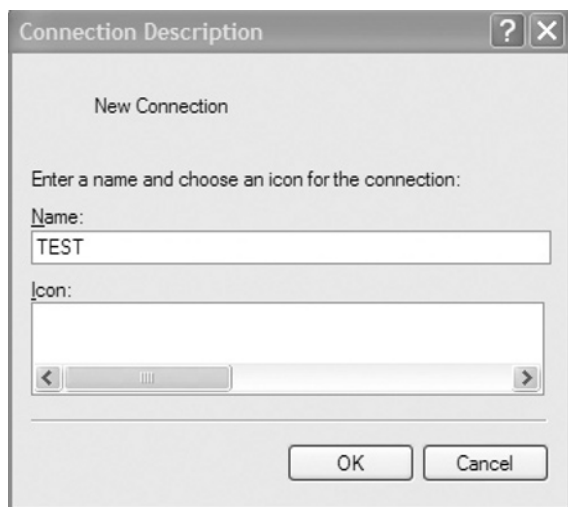 Connection Description
New Connection
Enter a name and choose an icon for the connection:
Name:
TEST
Icon:
OK
Cancel